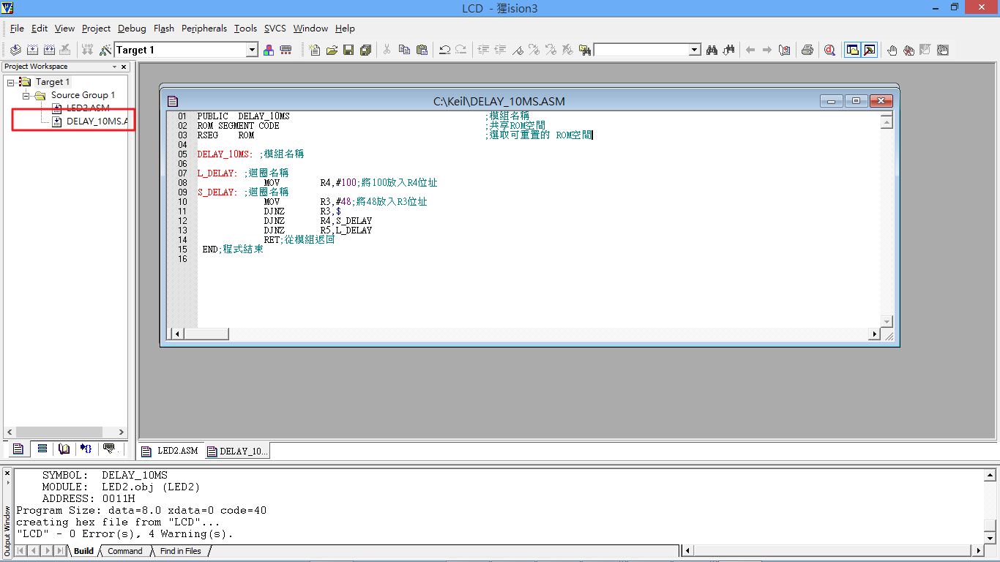 LCD - 猩ision3
File Edit View Project Debug Flash Peripherals Tools SVCS Window Help
LOAD
Target 1
Project Workspace
Target 1
Source Group 1
LED2.ASM
DELAY_10MS.A
C:\Keil\DELAY_10MS.ASM
01 PUBLIC DELAY_10MS ;模組名稱
02 ROM SEGMENT CODE ;共享ROM空間
03 RSEG ROM ;選取可重置的 ROM空間
04
05 DELAY_10MS: ;模組名稱
06
07 L_DELAY: ;迴圈名稱
08 MOV R4,#100;將100放入R4位址
09 S_DELAY: ;迴圈名稱
10 MOV R3,#48;將48放入R3位址
11 DJNZ R3,$
12 DJNZ R4,S_DELAY
13 DJNZ R5,L_DELAY
14 RET;從模組返回
15 END;程式結束
16
LED2.ASM DELAY_10...
SYMBOL: DELAY_10MS
MODULE: LED2.obj (LED2)
ADDRESS: 0011H
Program Size: data=8.0 xdata=0 code=40
creating hex file from "LCD"...
"LCD" - 0 Error(s), 4 Warning(s).
Output Window
Build Command Find in Files